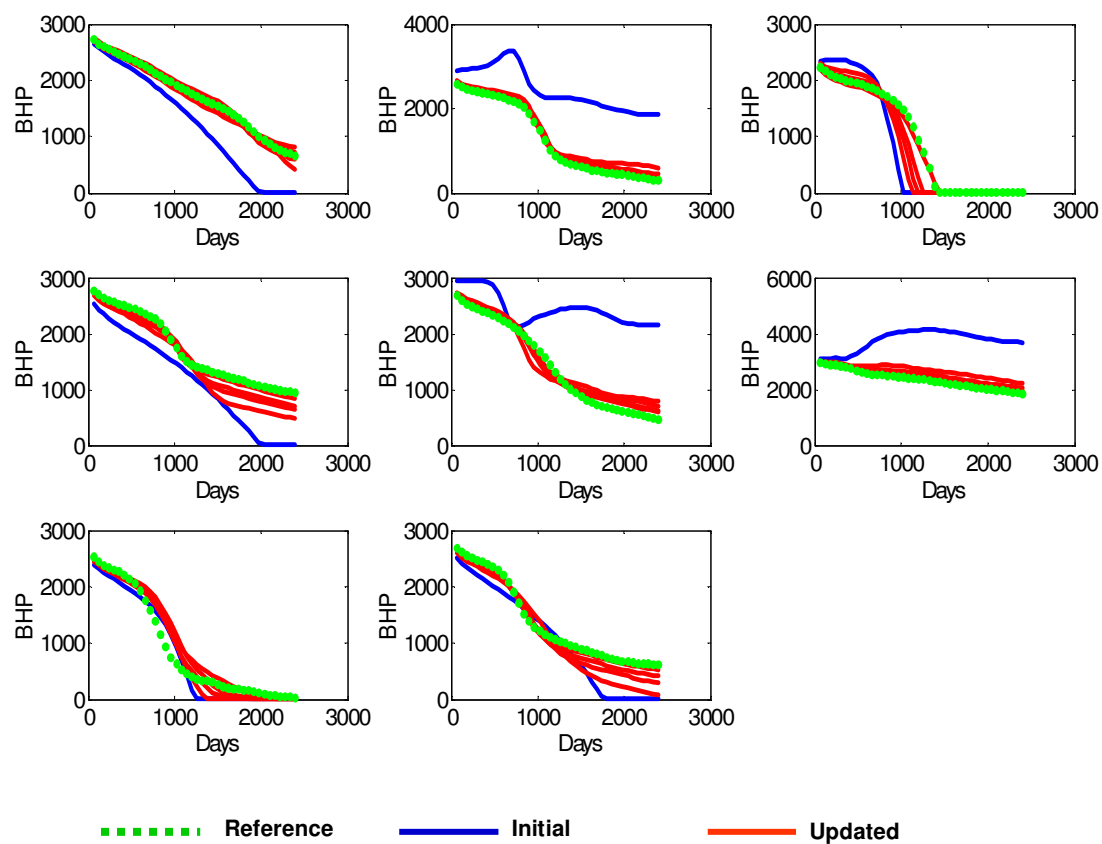 3000 4000 3000
BHP 2000 BHP 2000 BHP 2000
1000 1000
0 0 0
0 1000 2000 3000 0 1000 2000 3000 0 1000 2000 3000
Days Days Days
3000 3000 6000
BHP 2000 BHP 2000 BHP 4000
1000 1000 2000
0 0 0
0 1000 2000 3000 0 1000 2000 3000 0 1000 2000 3000
Days Days Days
3000 3000
BHP 2000 BHP 2000
1000 1000
0 0
0 1000 2000 3000 0 1000 2000 3000
Days Days
Reference Initial Updated